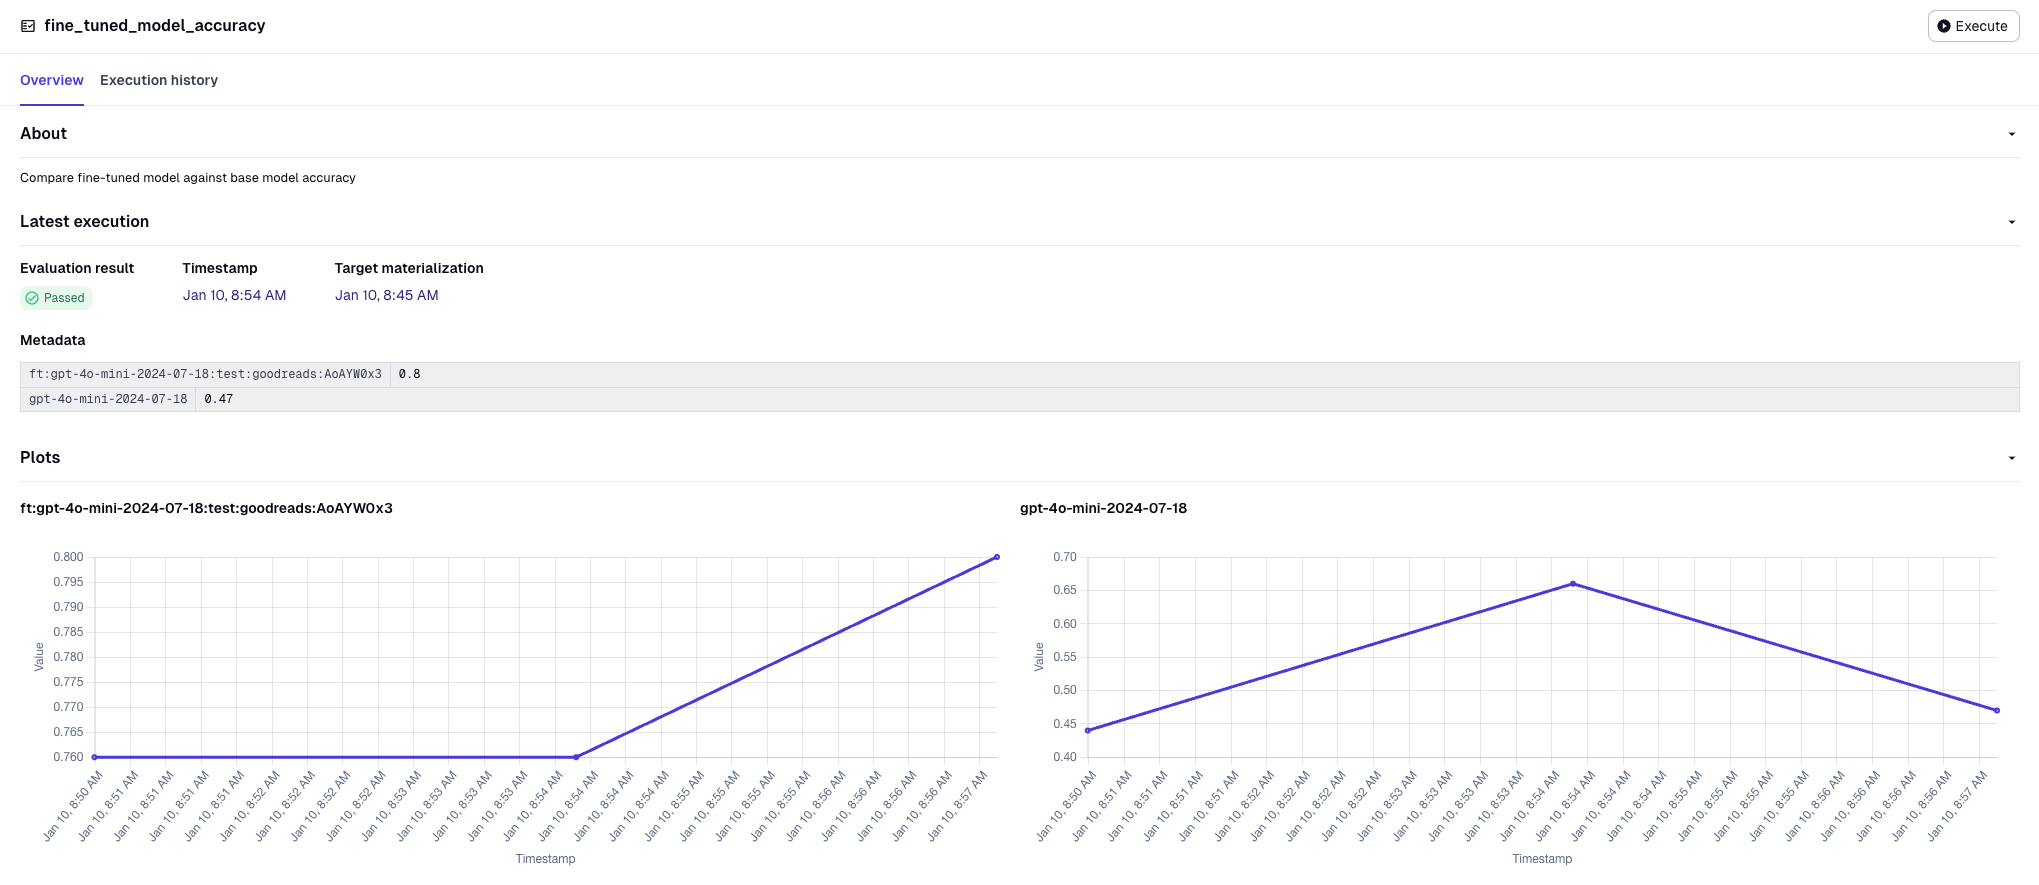 fine_tuned_model_accuracy
Execute
Overview Execution history
About
Compare fine-tuned model against base model accuracy
Latest execution
Evaluation result Timestamp Target materialization
Passed Jan 10, 8:54 AM Jan 10, 8:45 AM
Metadata
ft:gpt-4o-mini-2024-07-18:test:goodreads:AoAYW0x3 0.8
gpt-4o-mini-2024-07-18 0.47
Plots
ft:gpt-4o-mini-2024-07-18:test:goodreads:AoAYW0x3
0.800
0.795
0.790
0.785
0.780
0.775
0.770
0.765
0.760
Value
Jan 10, 8:50 AM
Jan 10, 8:51 AM
Jan 10, 8:51 AM
Jan 10, 8:51 AM
Jan 10, 8:51 AM
Jan 10, 8:52 AM
Jan 10, 8:52 AM
Jan 10, 8:52 AM
Jan 10, 8:52 AM
Jan 10, 8:53 AM
Jan 10, 8:53 AM
Jan 10, 8:53 AM
Jan 10, 8:53 AM
Jan 10, 8:54 AM
Jan 10, 8:54 AM
Jan 10, 8:54 AM
Jan 10, 8:54 AM
Jan 10, 8:55 AM
Jan 10, 8:55 AM
Jan 10, 8:55 AM
Jan 10, 8:55 AM
Jan 10, 8:56 AM
Jan 10, 8:56 AM
Jan 10, 8:56 AM
Jan 10, 8:56 AM
Jan 10, 8:57 AM
Timestamp
gpt-4o-mini-2024-07-18
0.70
0.65
0.60
0.55
0.50
0.45
0.40
Value
Jan 10, 8:50 AM
Jan 10, 8:51 AM
Jan 10, 8:51 AM
Jan 10, 8:51 AM
Jan 10, 8:51 AM
Jan 10, 8:52 AM
Jan 10, 8:52 AM
Jan 10, 8:52 AM
Jan 10, 8:52 AM
Jan 10, 8:53 AM
Jan 10, 8:53 AM
Jan 10, 8:53 AM
Jan 10, 8:53 AM
Jan 10, 8:54 AM
Jan 10, 8:54 AM
Jan 10, 8:54 AM
Jan 10, 8:54 AM
Jan 10, 8:55 AM
Jan 10, 8:55 AM
Jan 10, 8:55 AM
Jan 10, 8:55 AM
Jan 10, 8:56 AM
Jan 10, 8:56 AM
Jan 10, 8:56 AM
Jan 10, 8:56 AM
Jan 10, 8:57 AM
Timestamp